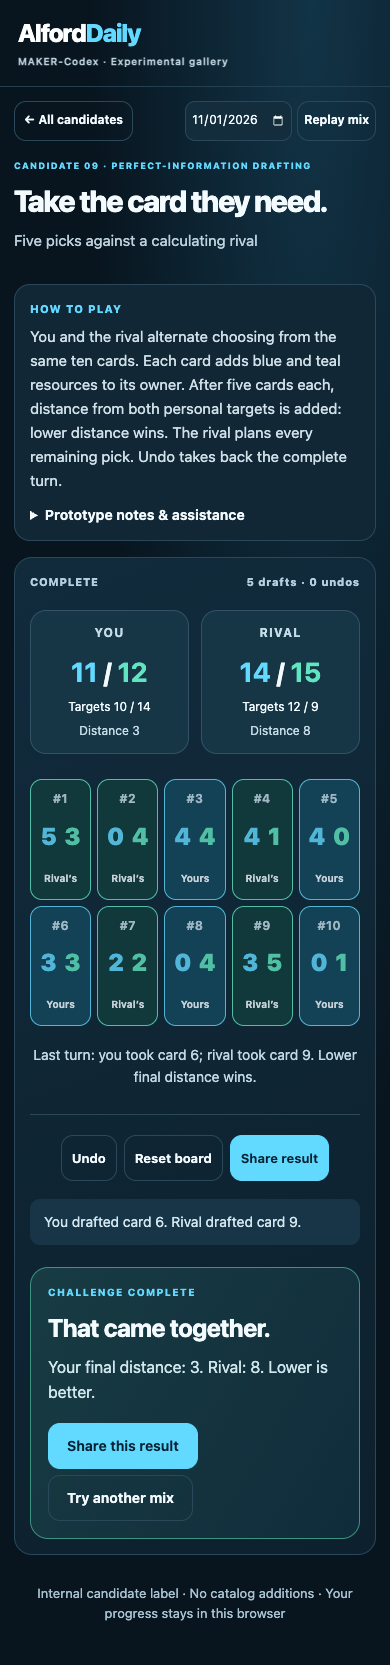 AlfordDaily
MAKER-Codex · Experimental gallery
← All candidates
11/01/2026
Replay mix
CANDIDATE 09 · PERFECT-INFORMATION DRAFTING
Take the card they need.
Five picks against a calculating rival
HOW TO PLAY
You and the rival alternate choosing from the
same ten cards. Each card adds blue and teal
resources to its owner. After five cards each,
distance from both personal targets is added:
lower distance wins. The rival plans every
remaining pick. Undo takes back the complete
turn.
▶ Prototype notes & assistance
COMPLETE
5 drafts · 0 undos
YOU
11 / 12
Targets 10 / 14
Distance 3
RIVAL
14 / 15
Targets 12 / 9
Distance 8
#1
5 3
Rival's
#2
0 4
Rival's
#3
4 4
Yours
#4
4 1
Rival's
#5
4 0
Yours
#6
3 3
Yours
#7
2 2
Rival's
#8
0 4
Yours
#9
3 5
Rival's
#10
0 1
Yours
Last turn: you took card 6; rival took card 9. Lower
final distance wins.
Undo
Reset board
Share result
You drafted card 6. Rival drafted card 9.
CHALLENGE COMPLETE
That came together.
Your final distance: 3. Rival: 8. Lower is
better.
Share this result
Try another mix
Internal candidate label · No catalog additions · Your
progress stays in this browser